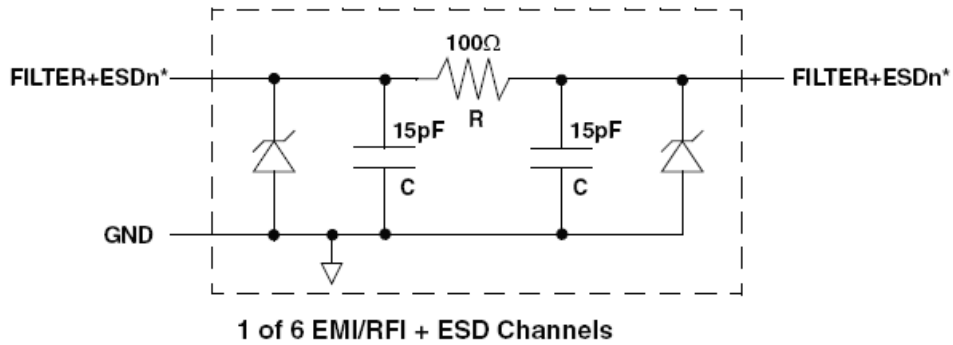 100Ω
FILTER+ESDn*
FILTER+ESDn*
R
15pF
15pF
C
C
GND
1 of 6 EMI/RFI + ESD Channels